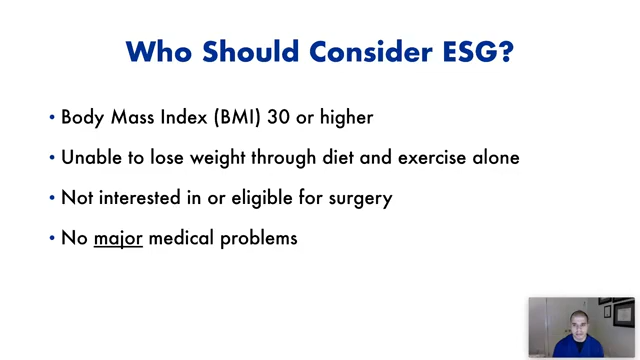 Who Should Consider ESG?
• Body Mass Index (BMI) 30 or higher
• Unable to lose weight through diet and exercise alone
• Not interested in or eligible for surgery
• No major medical problems